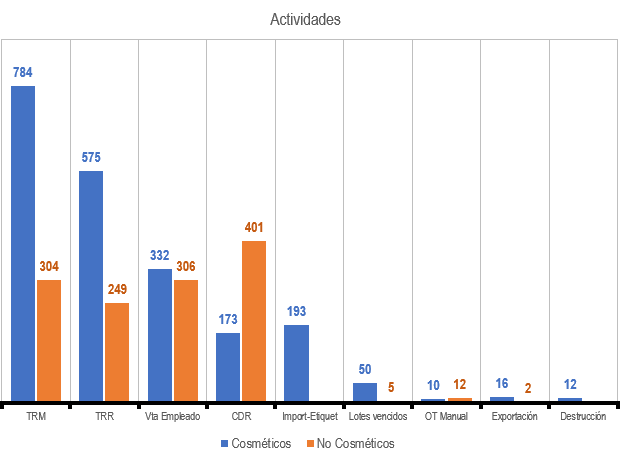 Actividades
784
304
575
249
332
306
173
401
193
50
5
10
12
16
2
12
TRM
TRR
Vta Empleado
CDR
Import-Etiquet
Lotes vencidos
OT Manual
Exportación
Destrucción
Cosméticos
No Cosméticos